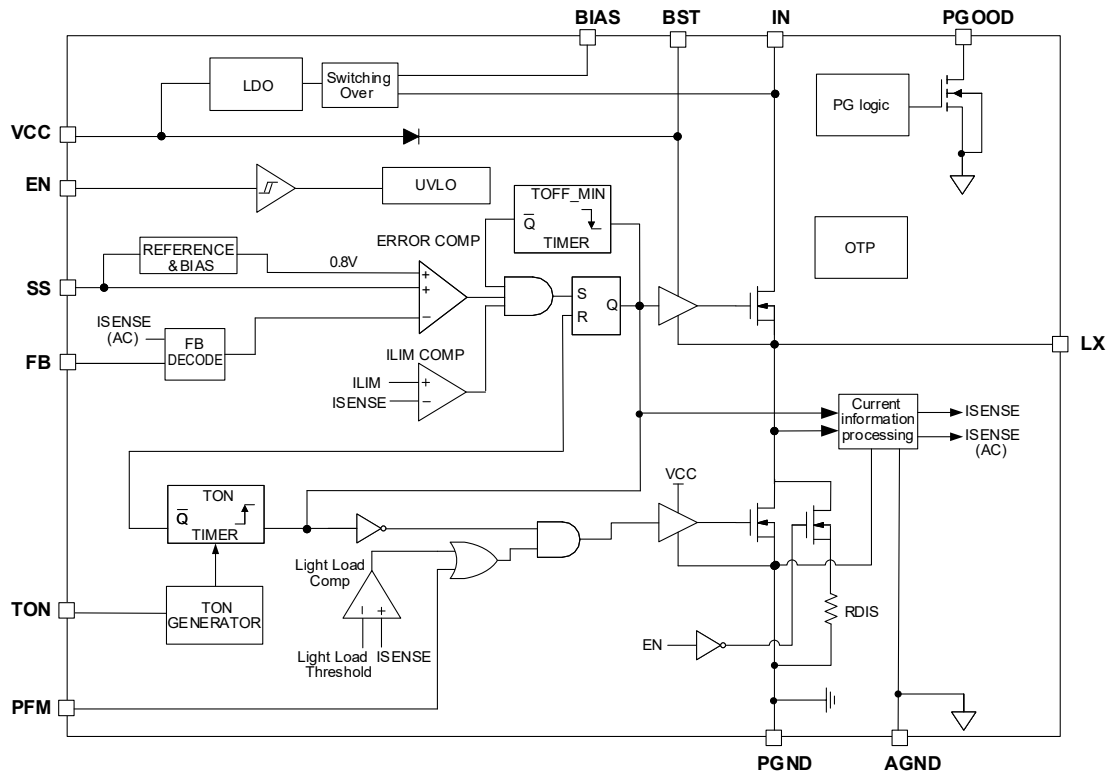 BIAS
BST
IN
PGOOD
LDO
Switching
Over
PG logic
VCC
EN
UVLO
TOFF_MIN
Q
TIMER
ERROR COMP
REFERENCE
&BIAS
0.8V
OTP
SS
S
R
Q
ISENSE
(AC)
FB
DECODE
FB
ILIM COMP
ILIM
ISENSE
LX
Current
information
processing
ISENSE
ISENSE
(AC)
VCC
TON
Q
TIMER
Light Load
Comp
TON
TON
GENERATOR
RDIS
EN
Light Load
Threshold
ISENSE
PFM
PGND
AGND